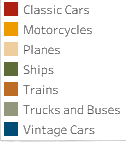 Classic Cars
Motorcycles
Planes
Ships
Trains
Trucks and Buses
Vintage Cars